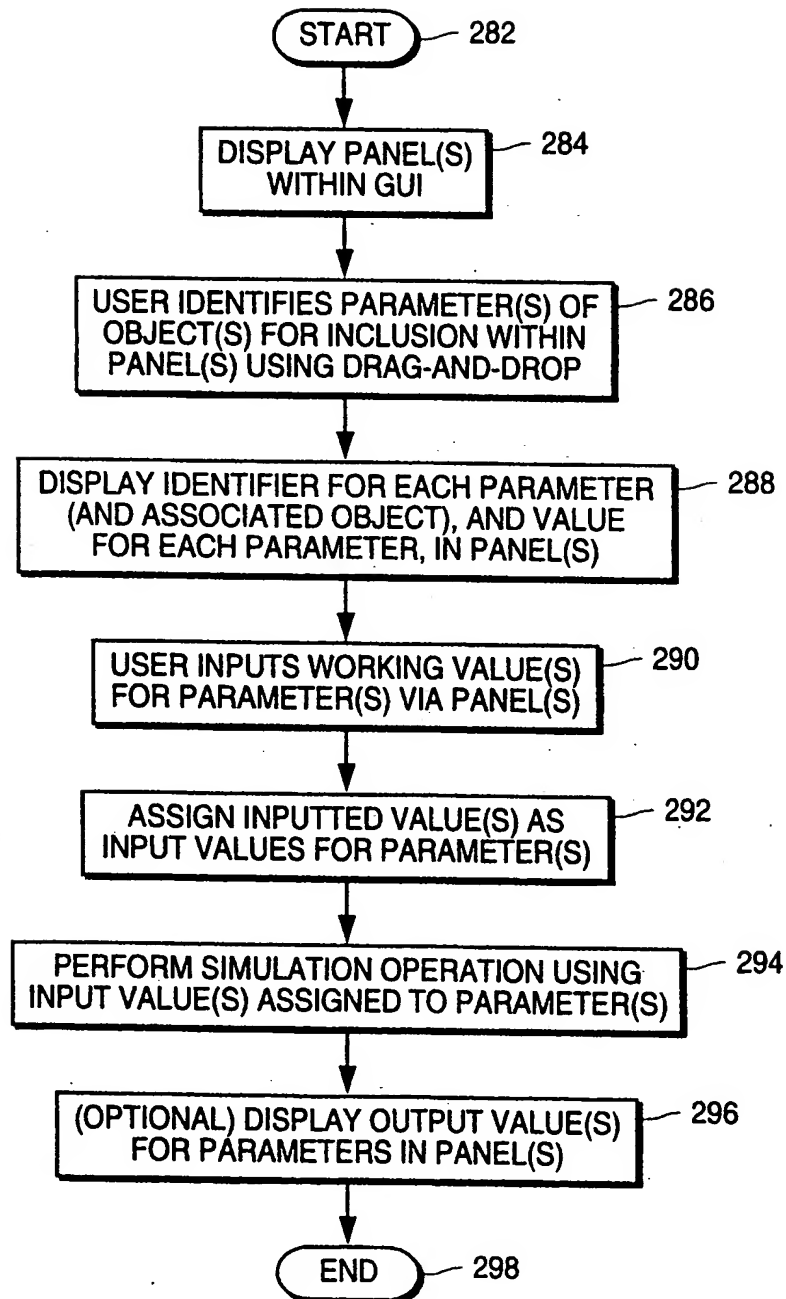 START
282
DISPLAY PANEL(S)
WITHIN GUI
284
USER IDENTIFIES PARAMETER(S) OF
OBJECT(S) FOR INCLUSION WITHIN
PANEL(S) USING DRAG-AND-DROP
286
DISPLAY IDENTIFIER FOR EACH PARAMETER
(AND ASSOCIATED OBJECT), AND VALUE
FOR EACH PARAMETER, IN PANEL(S)
288
USER INPUTS WORKING VALUE(S)
FOR PARAMETER(S) VIA PANEL(S)
290
ASSIGN INPUTTED VALUE(S) AS
INPUT VALUES FOR PARAMETER(S)
292
PERFORM SIMULATION OPERATION USING
INPUT VALUE(S) ASSIGNED TO PARAMETER(S)
294
(OPTIONAL) DISPLAY OUTPUT VALUE(S)
FOR PARAMETERS IN PANEL(S)
296
END
298